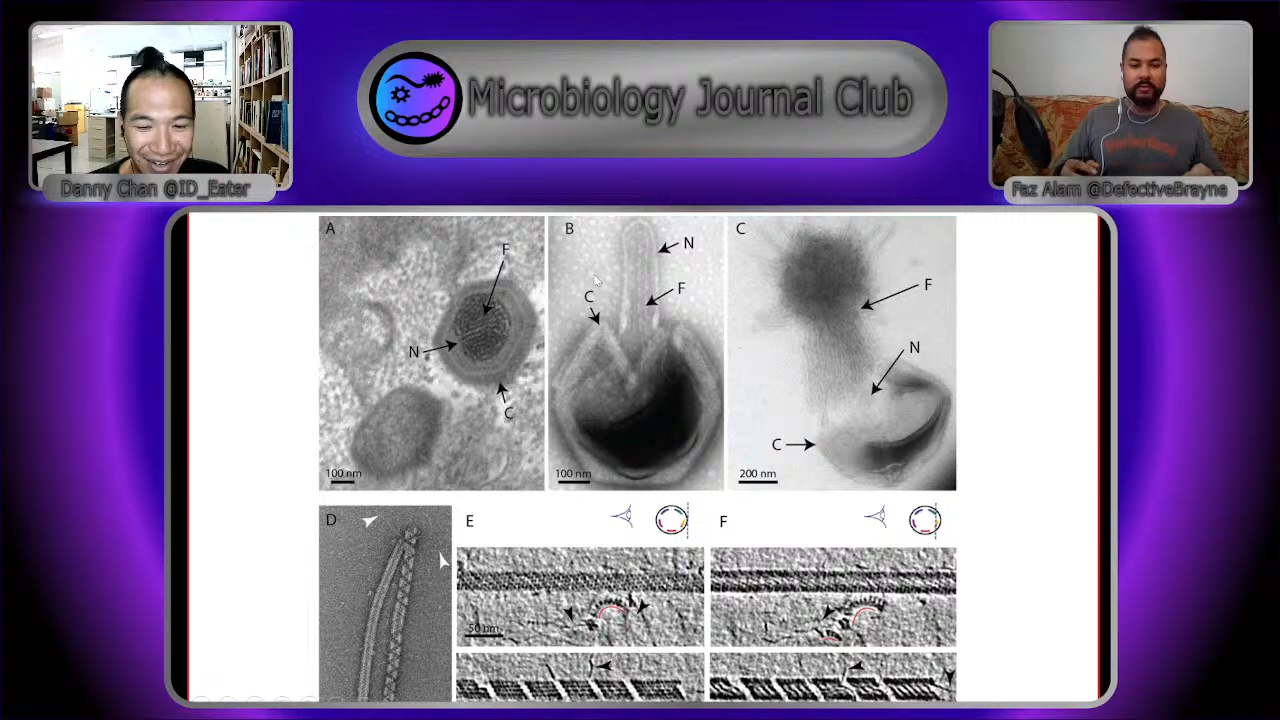 Microbiology Journal Club
Danny Chan @ID_Eater
Faz Alam @DefectiveBrayne
A
F
N
C
100 nm
B
N
F
C
100 nm
C
F
N
C
200 nm
D
E
50 nm
F